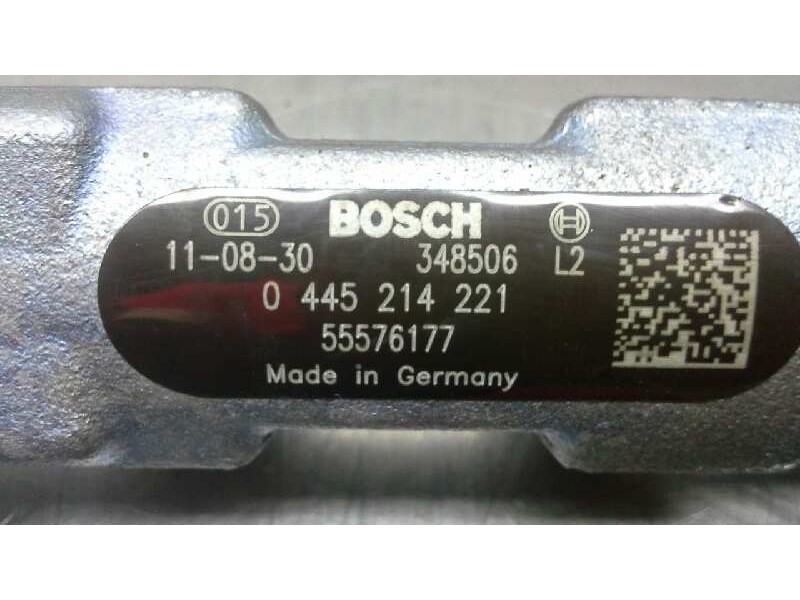 015 BOSCH
11-08-30 348506 L2
0 445 214 221
55576177
Made in Germany